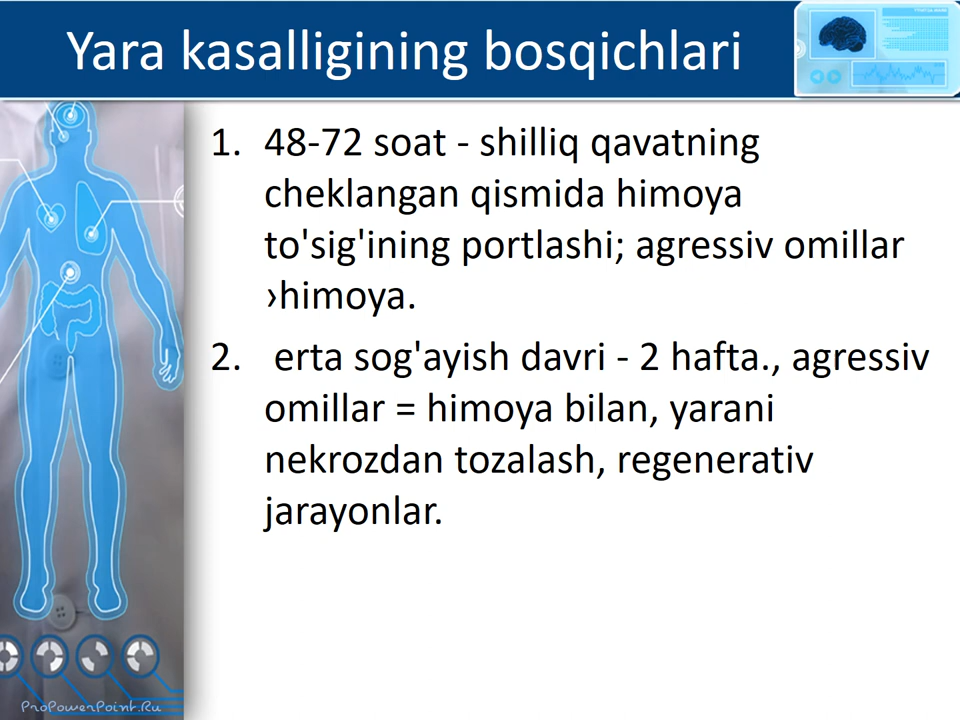 Yara kasalligining bosqichlari
1. 48-72 soat - shilliq qavatning
cheklangan qismida himoya
to'sig'ining portlashi; agressiv omillar
›himoya.
2. erta sog'ayish davri - 2 hafta., agressiv
omillar = himoya bilan, yarani
nekrozdan tozalash, regenerativ
jarayonlar.
ProPowerPoint.Ru